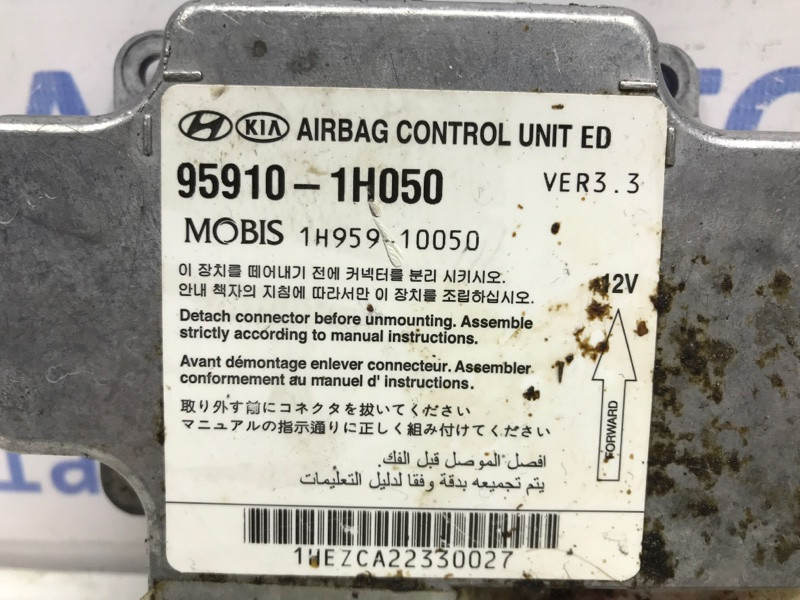 KIA AIRBAG CONTROL UNIT ED
95910-1H050 VER3.3
MOBIS 1H959-10050
이 장치를 떼어내기 전에 커넥터를 분리 시키시오.
안내 책자의 지침에 따라서만 이 장치를 조립하십시오.
12V
Detach connector before unmounting. Assemble
strictly according to manual instructions.
Avant démontage enlever connecteur. Assembler
conformement au manuel d' instructions.
FORWARD
取り外す前にコネクタを抜いてください
マニュアルの指示通りに正しく組み付けてください
افصل الموصل قبل الفك.
يتم تجميعه بدقة وفقا لدليل التعليمات
1HEZCA22330027